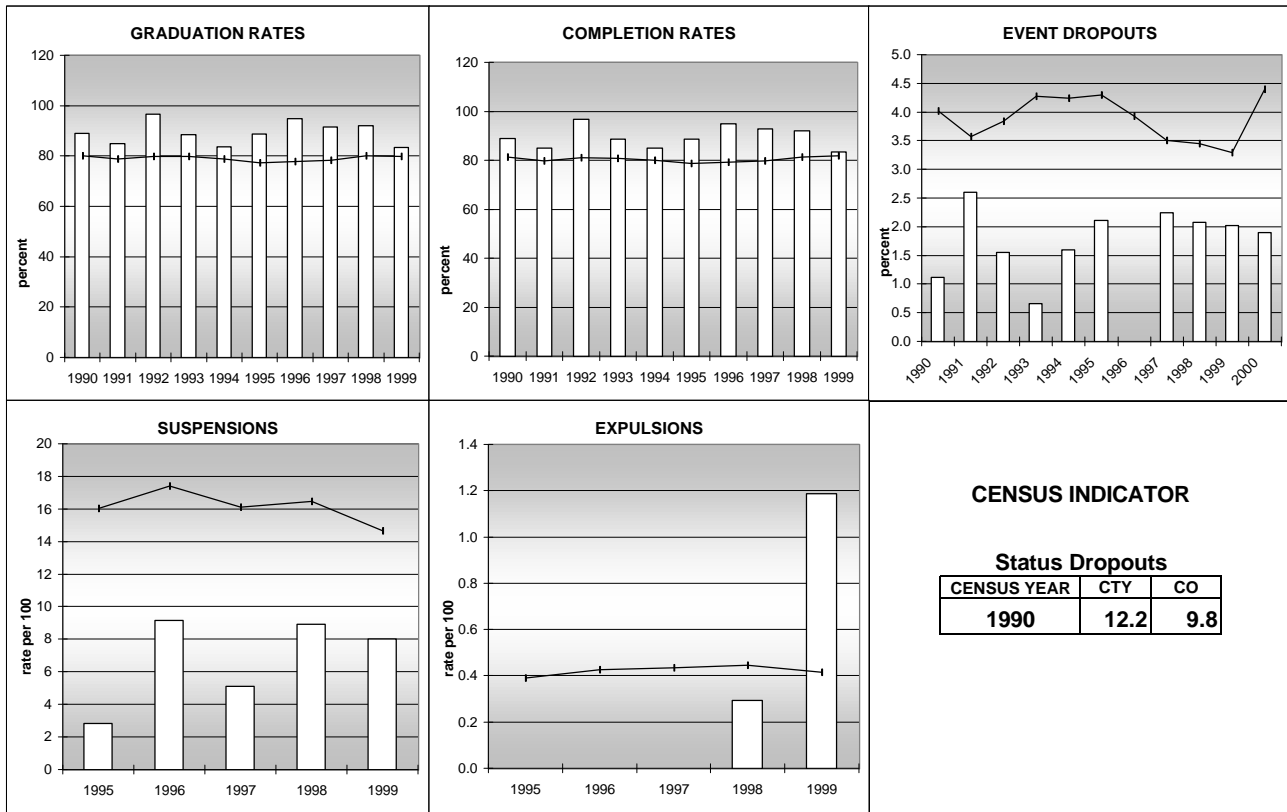 GRADUATION RATES
120
100
80
60
40
20
0
percent
1990 1991 1992 1993 1994 1995 1996 1997 1998 1999
COMPLETION RATES
120
100
80
60
40
20
0
percent
1990 1991 1992 1993 1994 1995 1996 1997 1998 1999
EVENT DROPOUTS
5.0
4.5
4.0
3.5
3.0
2.5
2.0
1.5
1.0
0.5
0.0
percent
1990 1991 1992 1993 1994 1995 1996 1997 1998 1999 2000
SUSPENSIONS
20
18
16
14
12
10
8
6
4
2
0
rate per 100
1995 1996 1997 1998 1999
EXPULSIONS
1.4
1.2
1.0
0.8
0.6
0.4
0.2
0.0
rate per 100
1995 1996 1997 1998 1999
CENSUS INDICATOR
Status Dropouts
CENSUS YEAR CTY CO
1990 12.2 9.8